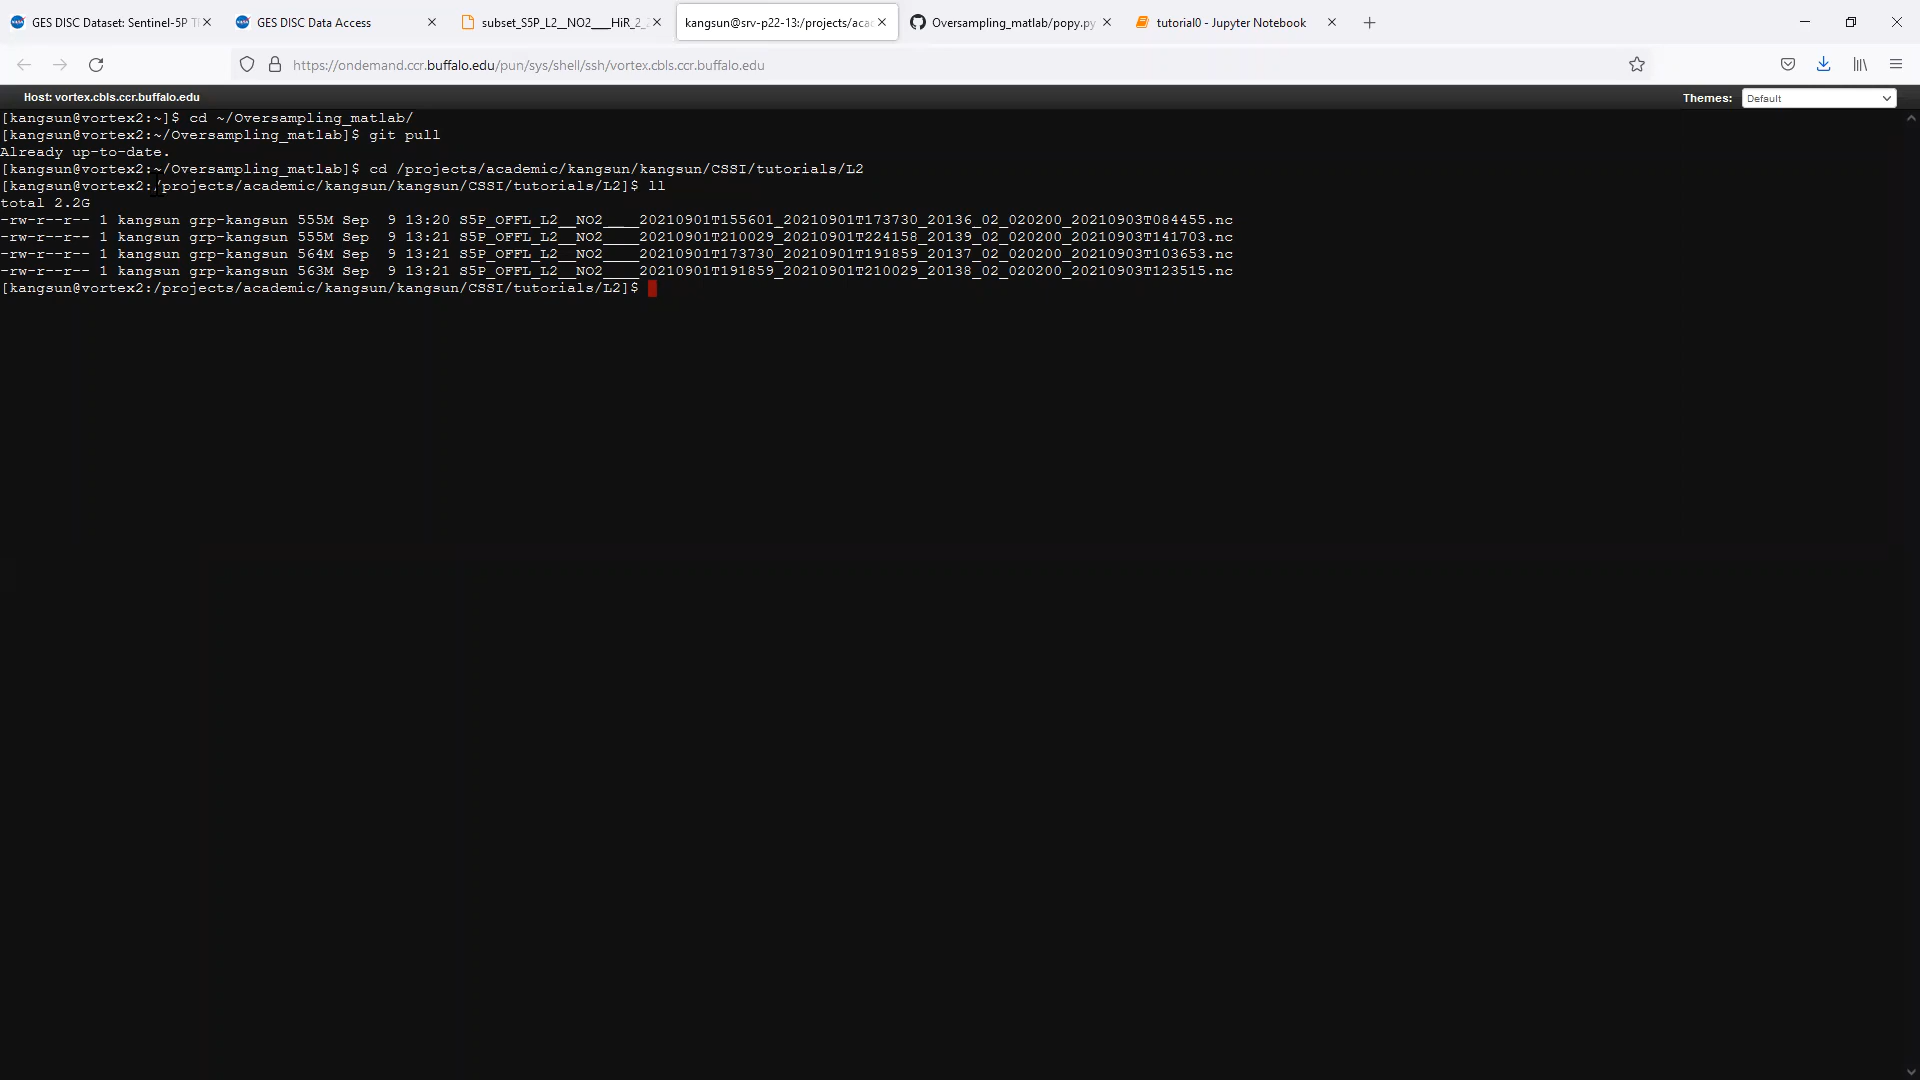 GES DISC Dataset: Sentinel-5P T
GES DISC Data Access
subset_S5P_L2__NO2____HiR_2_
kangsun@srv-p22-13:/projects/aca
Oversampling_matlab/popy.py
tutorial0 - Jupyter Notebook
https://ondemand.ccr.buffalo.edu/pun/sys/shell/ssh/vortex.cbls.ccr.buffalo.edu
Host: vortex.cbls.ccr.buffalo.edu
Themes: Default
[kangsun@vortex2:~]$ cd ~/Oversampling_matlab/
[kangsun@vortex2:~/Oversampling_matlab]$ git pull
Already up-to-date.
[kangsun@vortex2:~/Oversampling_matlab]$ cd /projects/academic/kangsun/kangsun/CSSI/tutorials/L2
[kangsun@vortex2:/projects/academic/kangsun/kangsun/CSSI/tutorials/L2]$ ll
total 2.2G
-rw-r--r-- 1 kangsun grp-kangsun 555M Sep  9 13:20 S5P_OFFL_L2__NO2____20210901T155601_20210901T173730_20136_02_020200_20210903T084455.nc
-rw-r--r-- 1 kangsun grp-kangsun 555M Sep  9 13:21 S5P_OFFL_L2__NO2____20210901T210029_20210901T224158_20139_02_020200_20210903T141703.nc
-rw-r--r-- 1 kangsun grp-kangsun 564M Sep  9 13:21 S5P_OFFL_L2__NO2____20210901T173730_20210901T191859_20137_02_020200_20210903T103653.nc
-rw-r--r-- 1 kangsun grp-kangsun 563M Sep  9 13:21 S5P_OFFL_L2__NO2____20210901T191859_20210901T210029_20138_02_020200_20210903T123515.nc
[kangsun@vortex2:/projects/academic/kangsun/kangsun/CSSI/tutorials/L2]$